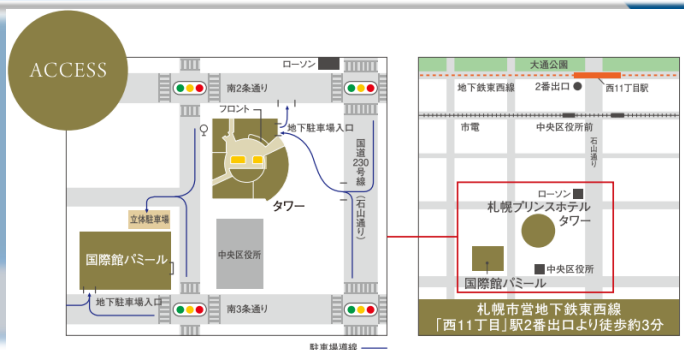 ACCESS
ローソン
南2条通り
フロント
地下駐車場入口
国道230号線(石山通り)
タワー
立体駐車場
国際館パミール
中央区役所
地下駐車場入口
南3条通り
駐車場導線
大通公園
地下鉄東西線
2番出口
西11丁目駅
市電
中央区役所前
石山通り
ローソン
札幌プリンスホテル
タワー
中央区役所
国際館パミール
札幌市営地下鉄東西線
「西11丁目」駅2番出口より徒歩約3分